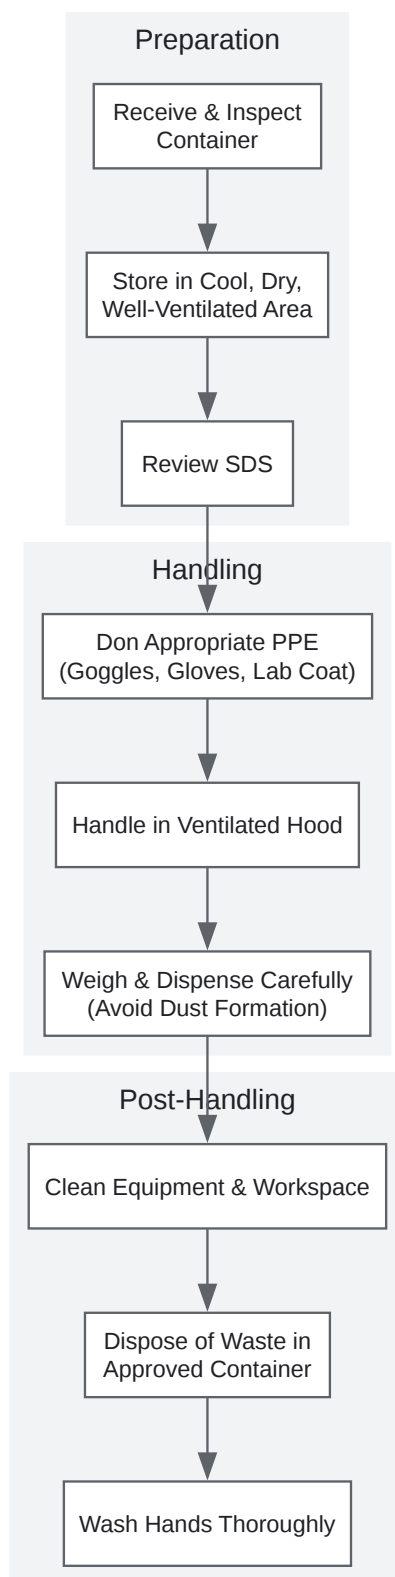 Preparation
Receive & Inspect
Container
Store in Cool, Dry,
Well-Ventilated Area
Review SDS
Handling
Don Appropriate PPE
(Goggles, Gloves, Lab Coat)
Handle in Ventilated Hood
Weigh & Dispense Carefully
(Avoid Dust Formation)
Post-Handling
Clean Equipment & Workspace
Dispose of Waste in
Approved Container
Wash Hands Thoroughly